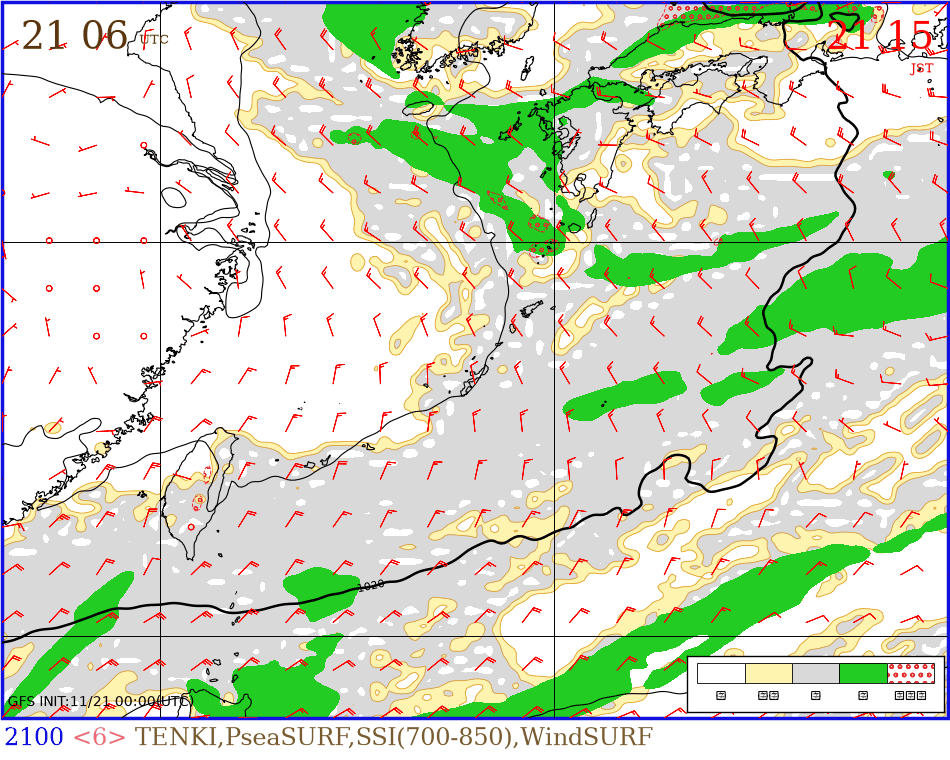 21 06 UTC
21 15
JST
1020
GFS INIT:11/21 00:00(UTC)
2100 <6> TENKI,PseaSURF,SSI(700-850),WindSURF